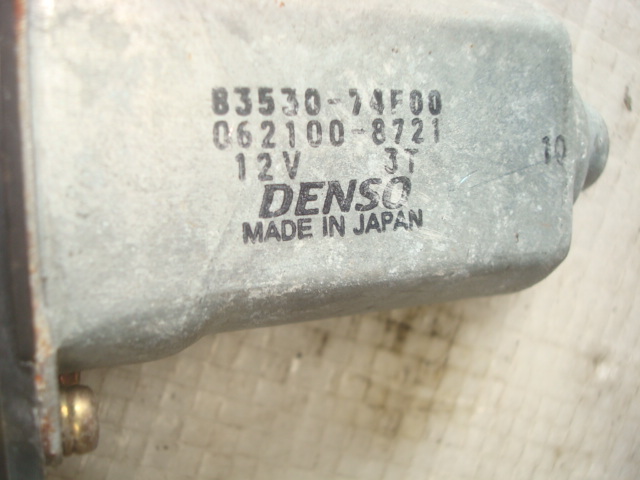 83530-74F00
062100-8721
12V 3T 10
DENSO
MADE IN JAPAN